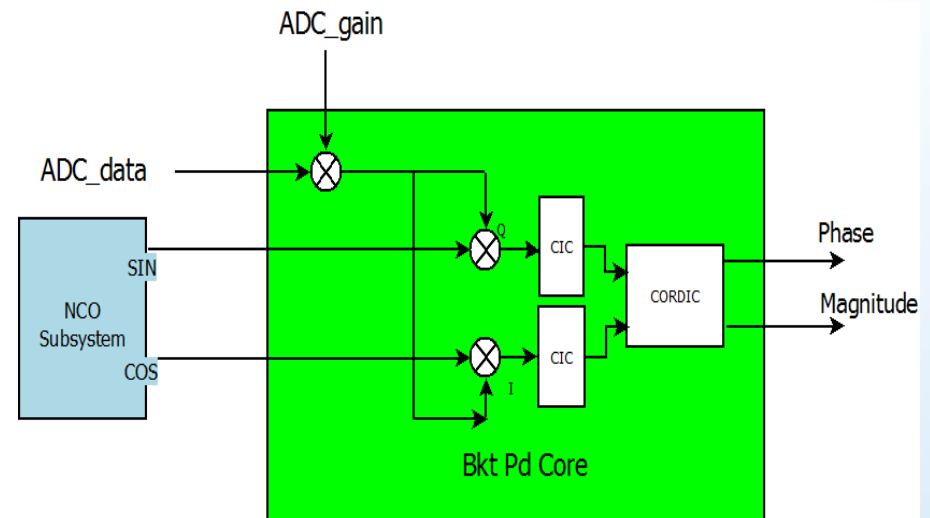 ADC_gain
ADC_data
SIN
NCO
Subsystem
COS
Q
CIC
CORDIC
Phase
Magnitude
CIC
I
Bkt Pd Core